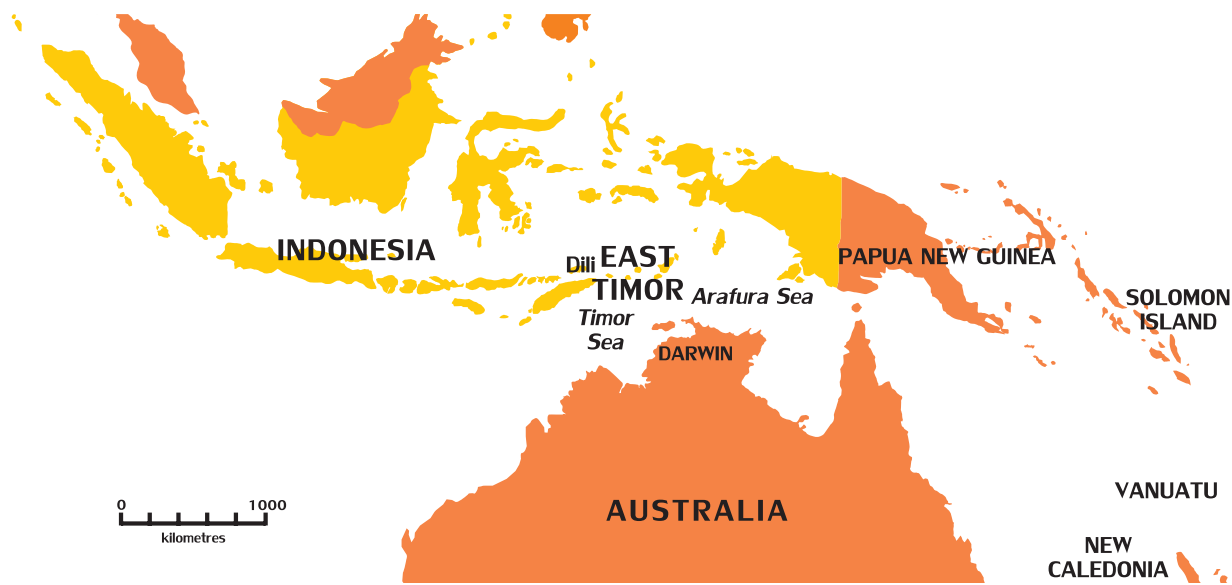 INDONESIA
Dili EAST
TIMOR
Arafura Sea
PAPUA NEW GUINEA
Timor
Sea
SOLOMON
ISLAND
DARWIN
AUSTRALIA
VANUATU
0 1000
kilometres
NEW
CALEDONIA